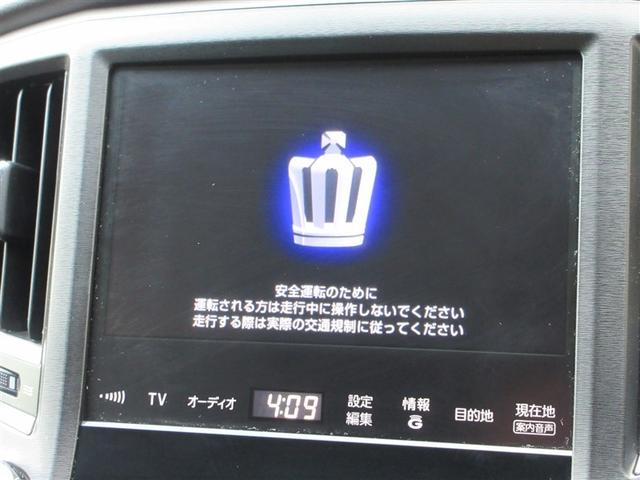 安全運転のために
運転される方は走行中に操作しないでください
走行する際は実際の交通規制に従ってください
TV オーディオ 4:09 設定 情報 目的地 現在地
編集 G 案内音声